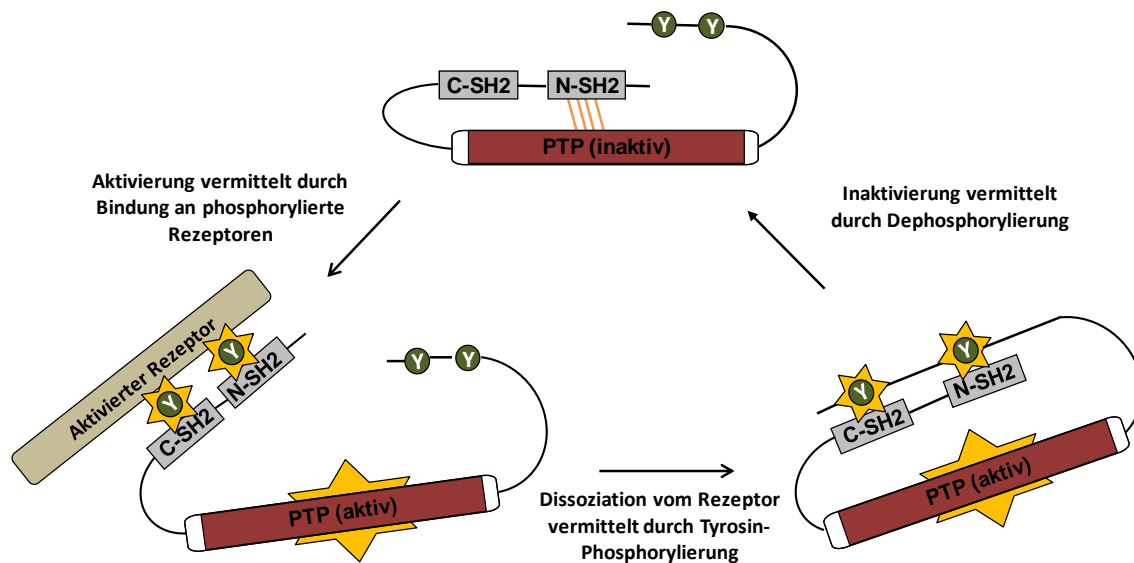 Y Y
C-SH2 N-SH2
PTP (inaktiv)
Aktivierung vermittelt durch
Bindung an phosphorylierte
Rezeptoren
Inaktivierung vermittelt
durch Dephosphorylierung
Aktivierter Rezeptor
Y
Y
N-SH2
C-SH2
Y Y
PTP (aktiv)
Dissoziation vom Rezeptor
vermittelt durch Tyrosin-
Phosphorylierung
Y
Y
N-SH2
C-SH2
PTP (aktiv)